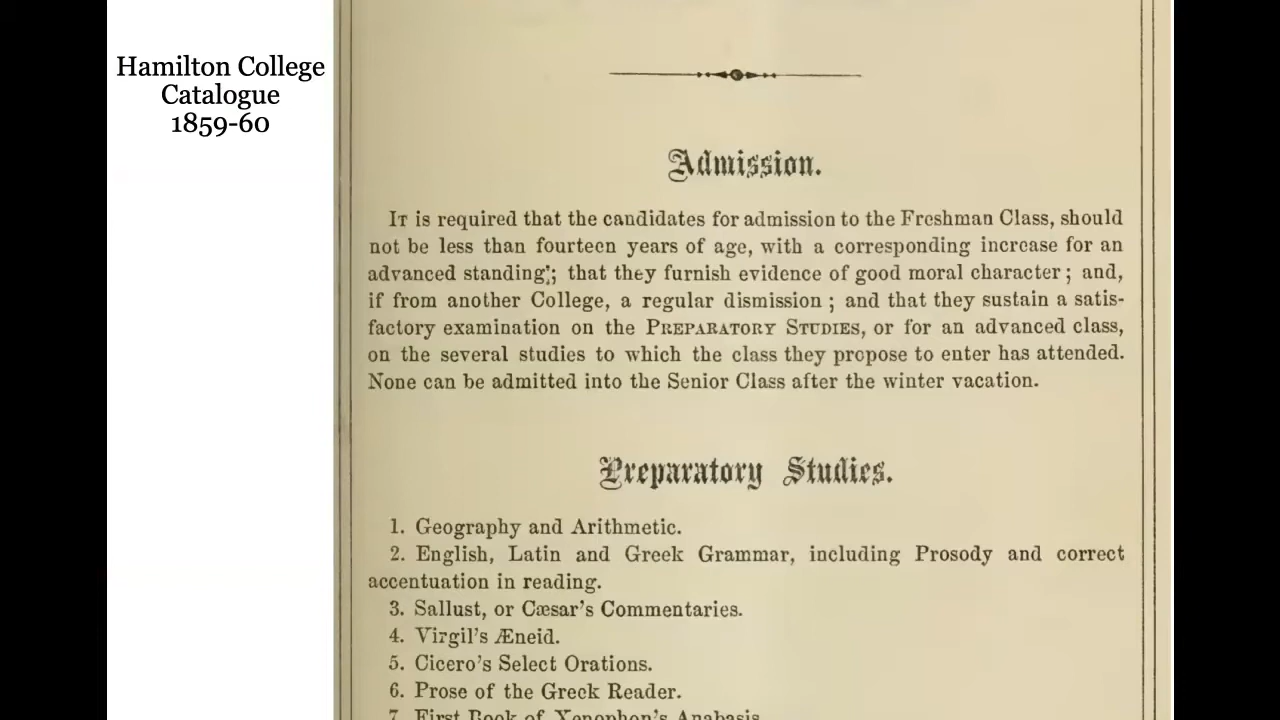 Hamilton College
Catalogue
1859-60
Admission.
It is required that the candidates for admission to the Freshman Class, should
not be less than fourteen years of age, with a corresponding increase for an
advanced standing; that they furnish evidence of good moral character; and,
if from another College, a regular dismission; and that they sustain a satis-
factory examination on the Preparatory Studies, or for an advanced class,
on the several studies to which the class they propose to enter has attended.
None can be admitted into the Senior Class after the winter vacation.
Preparatory Studies.
1. Geography and Arithmetic.
2. English, Latin and Greek Grammar, including Prosody and correct
accentuation in reading.
3. Sallust, or Cæsar's Commentaries.
4. Virgil's Æneid.
5. Cicero's Select Orations.
6. Prose of the Greek Reader.
7. First Book of Xenophon's Anabasis